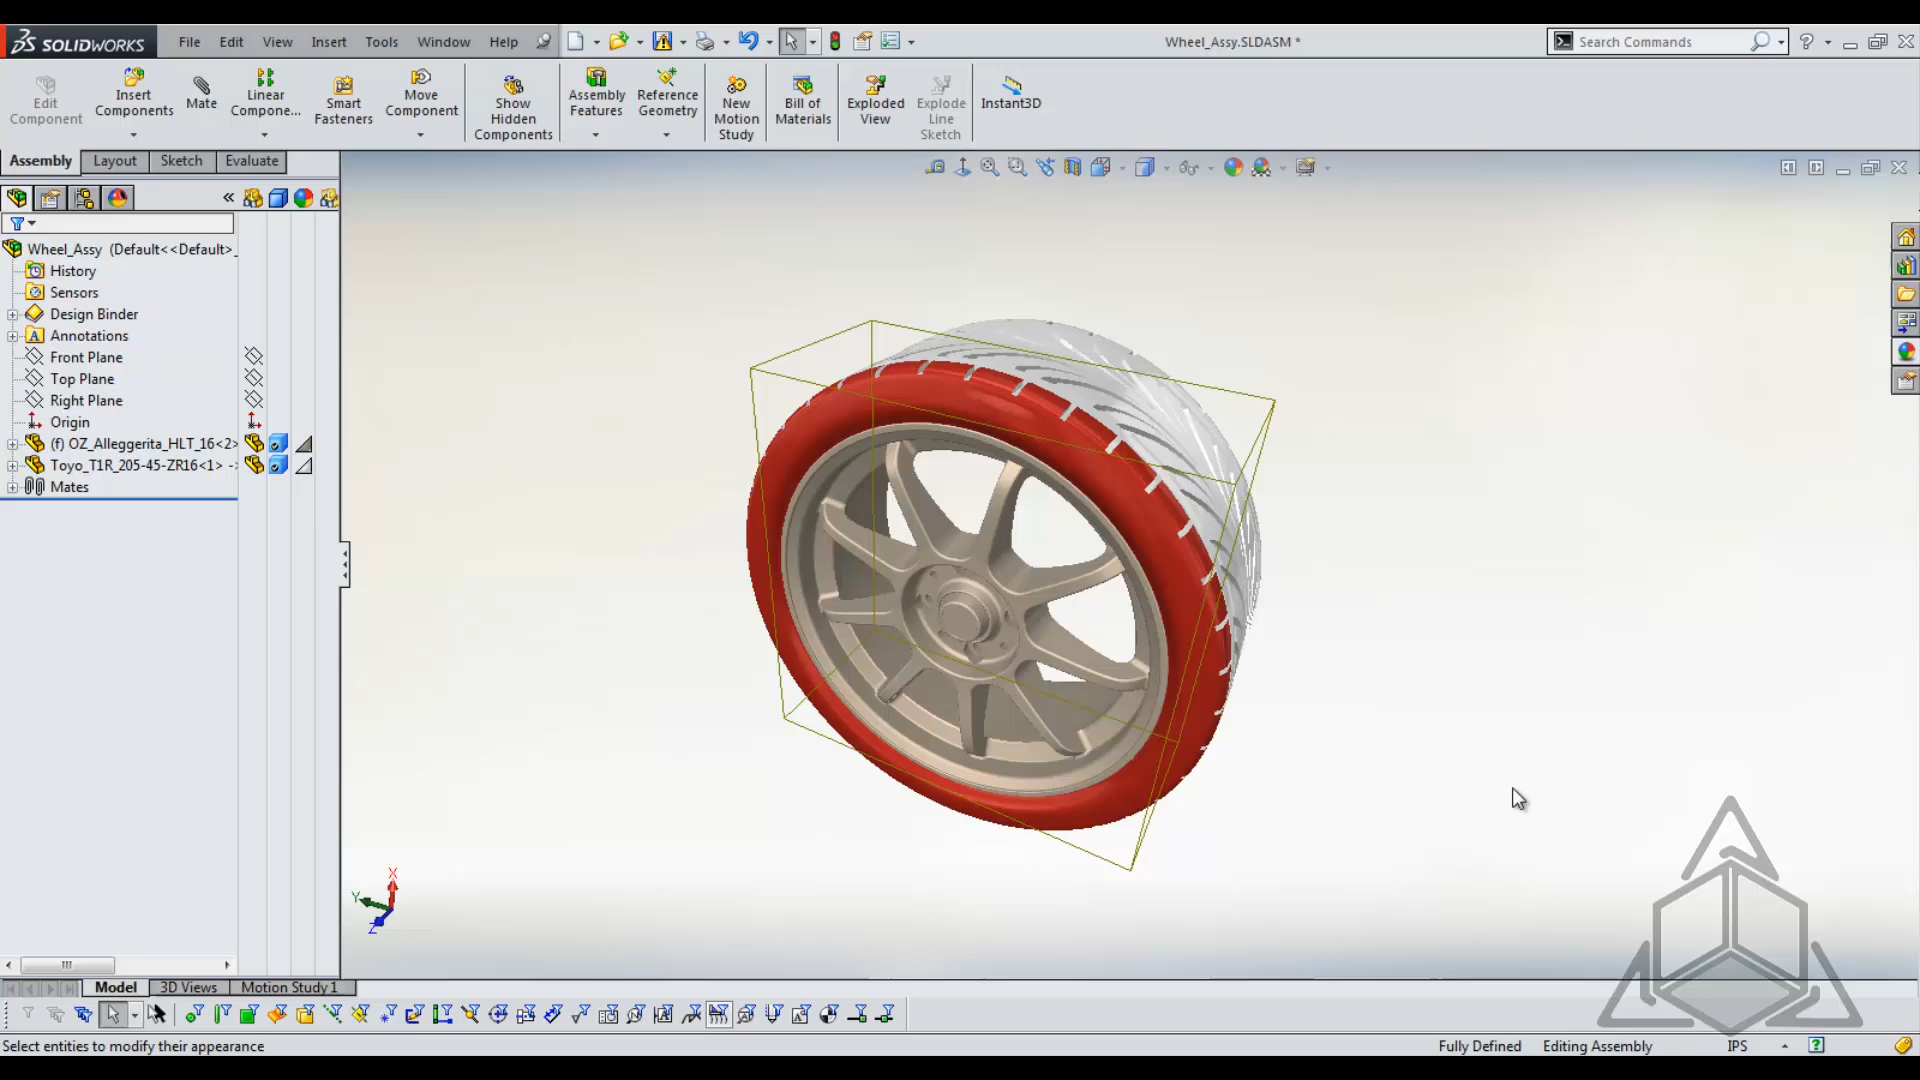 SOLIDWORKS File Edit View Insert Tools Window Help Wheel_Assy.SLDASM * Search Commands
Edit Component
Insert Components
Mate
Linear Compone...
Smart Fasteners
Move Component
Show Hidden Components
Assembly Features
Reference Geometry
New Motion Study
Bill of Materials
Exploded View
Explode Line Sketch
Instant3D
Assembly Layout Sketch Evaluate
Wheel_Assy (Default<<Default>_
History
Sensors
Design Binder
Annotations
Front Plane
Top Plane
Right Plane
Origin
(f) OZ_Alleggerita_HLT_16<2>
Toyo_T1R_205-45-ZR16<1> ->
Mates
X
Y
Z
Model 3D Views Motion Study 1
Select entities to modify their appearance Fully Defined Editing Assembly IPS